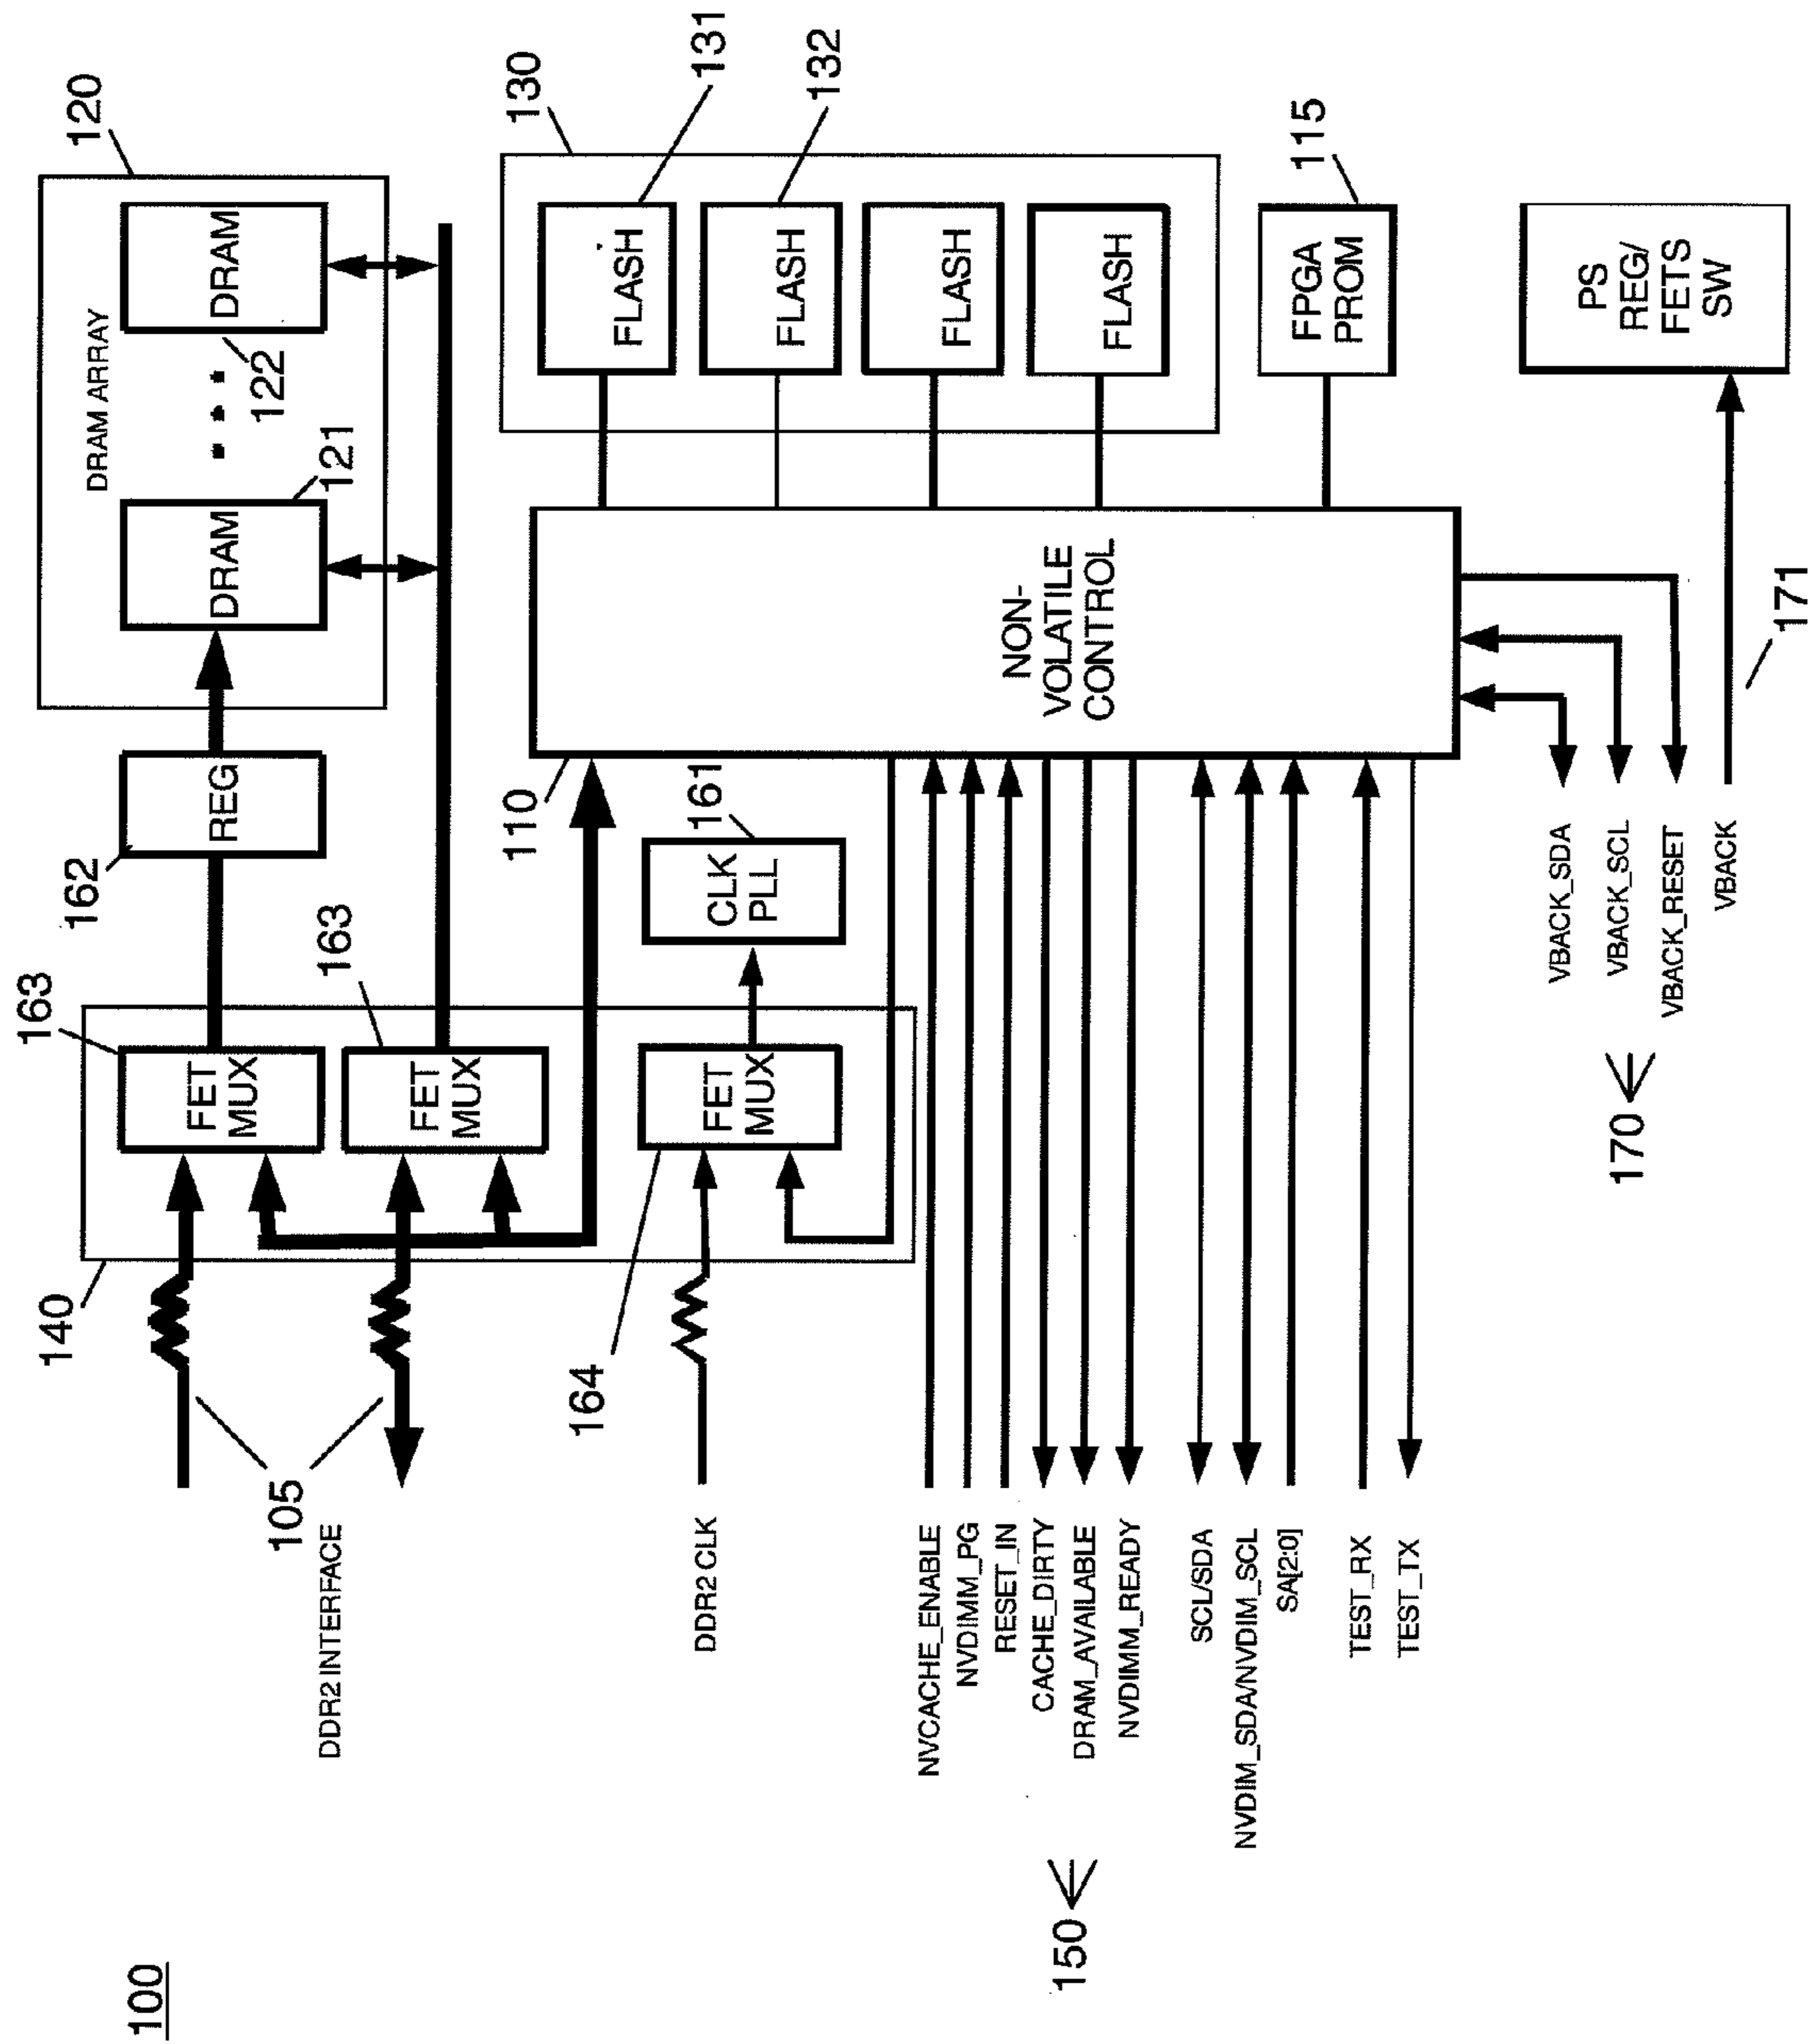 100
120
DRAM ARRAY
DRAM
121
122
DRAM
162
REG
163
FET
MUX
163
FET
MUX
140
105
DDR2 INTERFACE
130
131
132
FLASH
FLASH
FLASH
FLASH
115
FPGA
PROM
110
NON-
VOLATILE
CONTROL
161
CLK
PLL
FET
MUX
164
DDR2 CLK
NVCACHE_ENABLE
NVDIMM_PG
RESET_IN
CACHE_DIRTY
DRAM_AVAILABLE
NVDIMM_READY
SCL/SDA
NVDIM_SDA/NVDIM_SCL
SA[2:0]
TEST_RX
TEST_TX
150
PS
REG/
FETS
SW
171
VBACK_SDA
VBACK_SCL
VBACK_RESET
VBACK
170